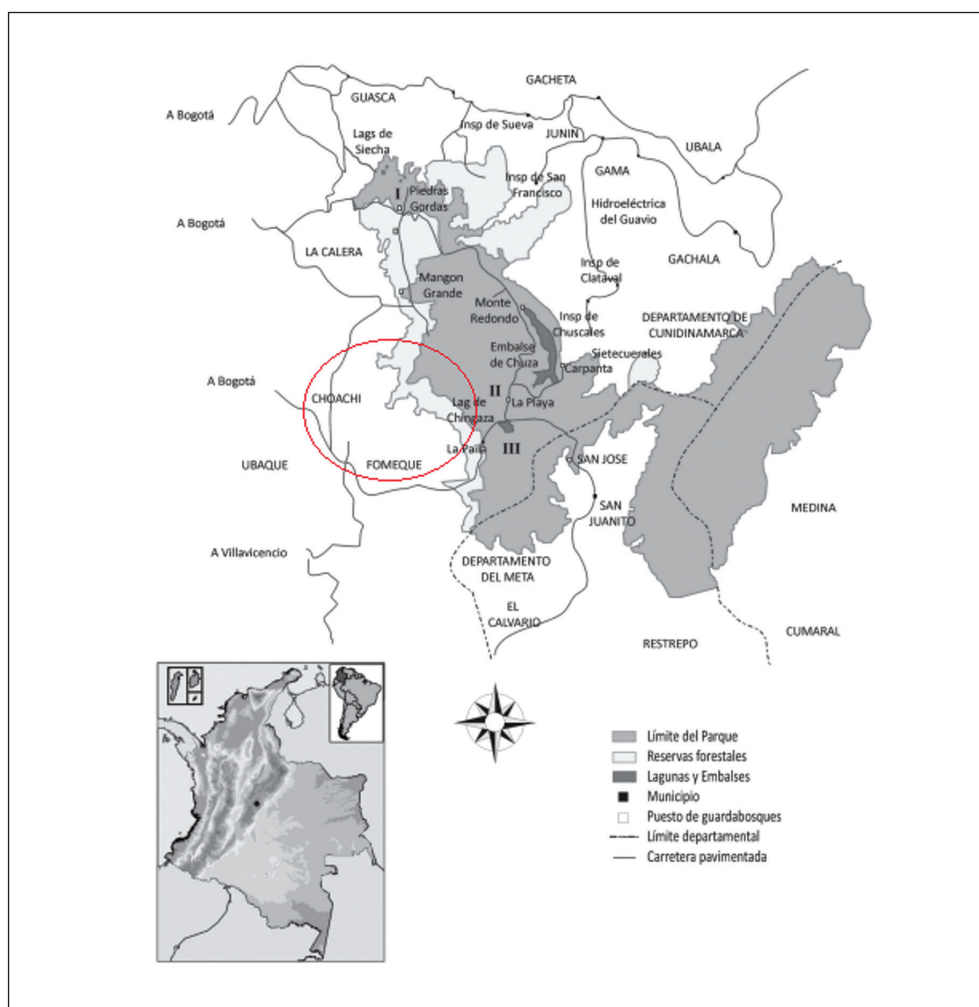 GACHETA
GUASCA
A Bogotá
Insp de Sueva
JUNIN
Lags de
Siecha
UBALA
I
Piedras
Gordas
Insp de San
Francisco
GAMA
Hidroeléctrica
del Guavio
A Bogotá
LA CALERA
GACHALA
Insp de
Clataval
Mangon
Grande
Monte
Redondo
Insp de
Chuscales
DEPARTAMENTO DE
CUNIDINAMARCA
Embalse
de Chuza
Sietecuerales
Carpanta
A Bogotá
CHOACHI
II
Lag de
Chingaza
La Playa
La Paila
III
UBAQUE
FOMEQUE
SAN JOSE
SAN
JUANITO
MEDINA
A Villavicencio
DEPARTAMENTO
DEL META
EL
CALVARIO
RESTREPO
CUMARAL
Límite del Parque
Reservas forestales
Lagunas y Embalses
Municipio
Puesto de guardabosques
Límite departamental
Carretera pavimentada